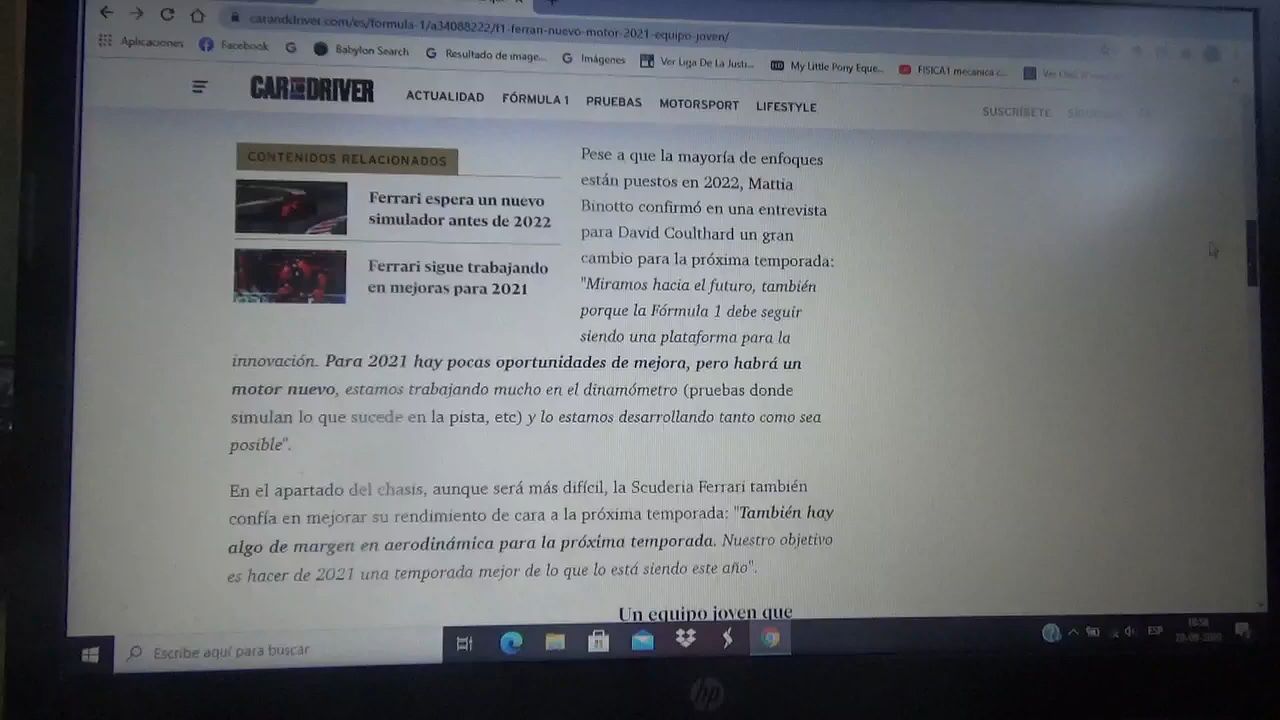 caranddriver.com/es/formula-1/a34088222/f1-ferrari-nuevo-motor-2021-equipo-joven/
Aplicaciones Facebook Babylon Search Resultado de image... Imágenes Ver Liga De La Justi... My Little Pony Eque... FISICA1 mecanica c...
CAR AND DRIVER ACTUALIDAD FÓRMULA 1 PRUEBAS MOTORSPORT LIFESTYLE SUSCRÍBETE
CONTENIDOS RELACIONADOS
Ferrari espera un nuevo
simulador antes de 2022
Ferrari sigue trabajando
en mejoras para 2021
Pese a que la mayoría de enfoques
están puestos en 2022, Mattia
Binotto confirmó en una entrevista
para David Coulthard un gran
cambio para la próxima temporada:
"Miramos hacia el futuro, también
porque la Fórmula 1 debe seguir
siendo una plataforma para la
innovación. Para 2021 hay pocas oportunidades de mejora, pero habrá un
motor nuevo, estamos trabajando mucho en el dinamómetro (pruebas donde
simulan lo que sucede en la pista, etc) y lo estamos desarrollando tanto como sea
posible".
En el apartado del chasis, aunque será más difícil, la Scuderia Ferrari también
confía en mejorar su rendimiento de cara a la próxima temporada: "También hay
algo de margen en aerodinámica para la próxima temporada. Nuestro objetivo
es hacer de 2021 una temporada mejor de lo que lo está siendo este año".
Un equipo joven que
Escribe aquí para buscar
ESP
hp